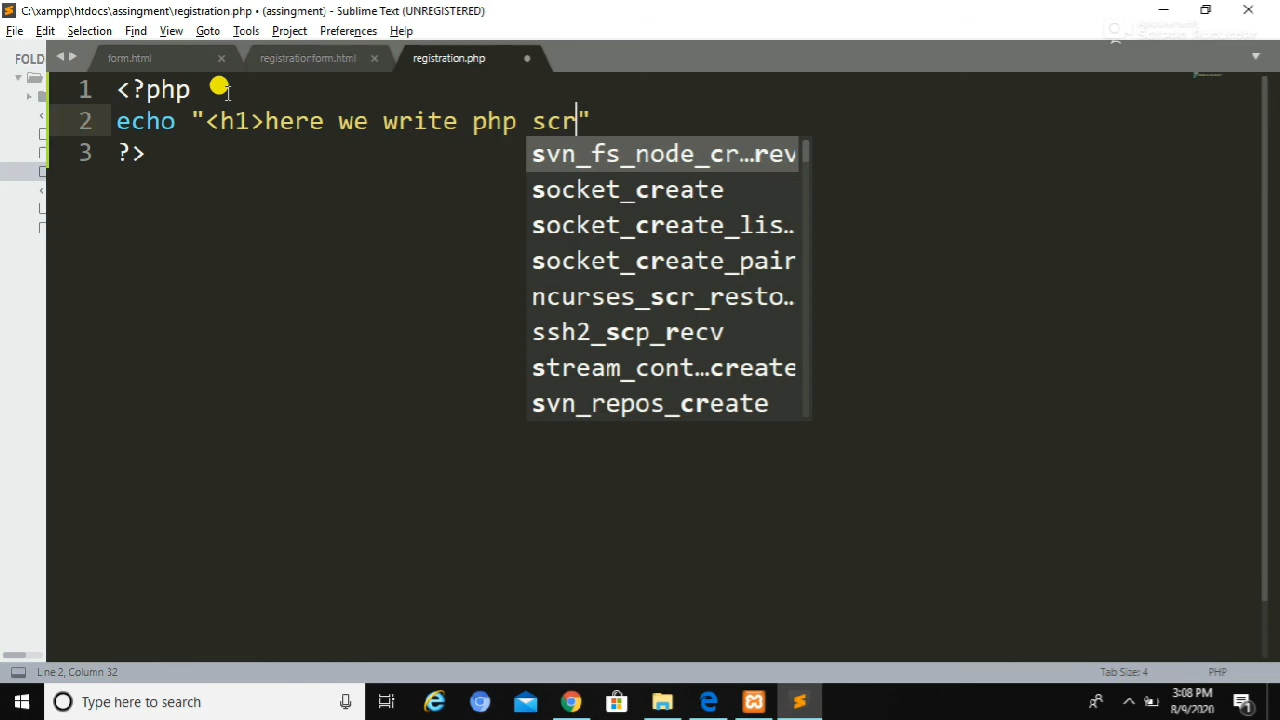 C:\xampp\htdocs\assingment\registration.php • (assingment) - Sublime Text (UNREGISTERED)
File Edit Selection Find View Goto Tools Project Preferences Help
FOLD
form.html
registrationform.html
registration.php
1 <?php
2 echo "<h1>here we write php scr"
3 ?>
svn_fs_node_cr…rev
socket_create
socket_create_lis…
socket_create_pair
ncurses_scr_resto…
ssh2_scp_recv
stream_cont…create
svn_repos_create
Line 2, Column 32
Tab Size: 4
PHP
Type here to search
3:08 PM
8/9/2020
1